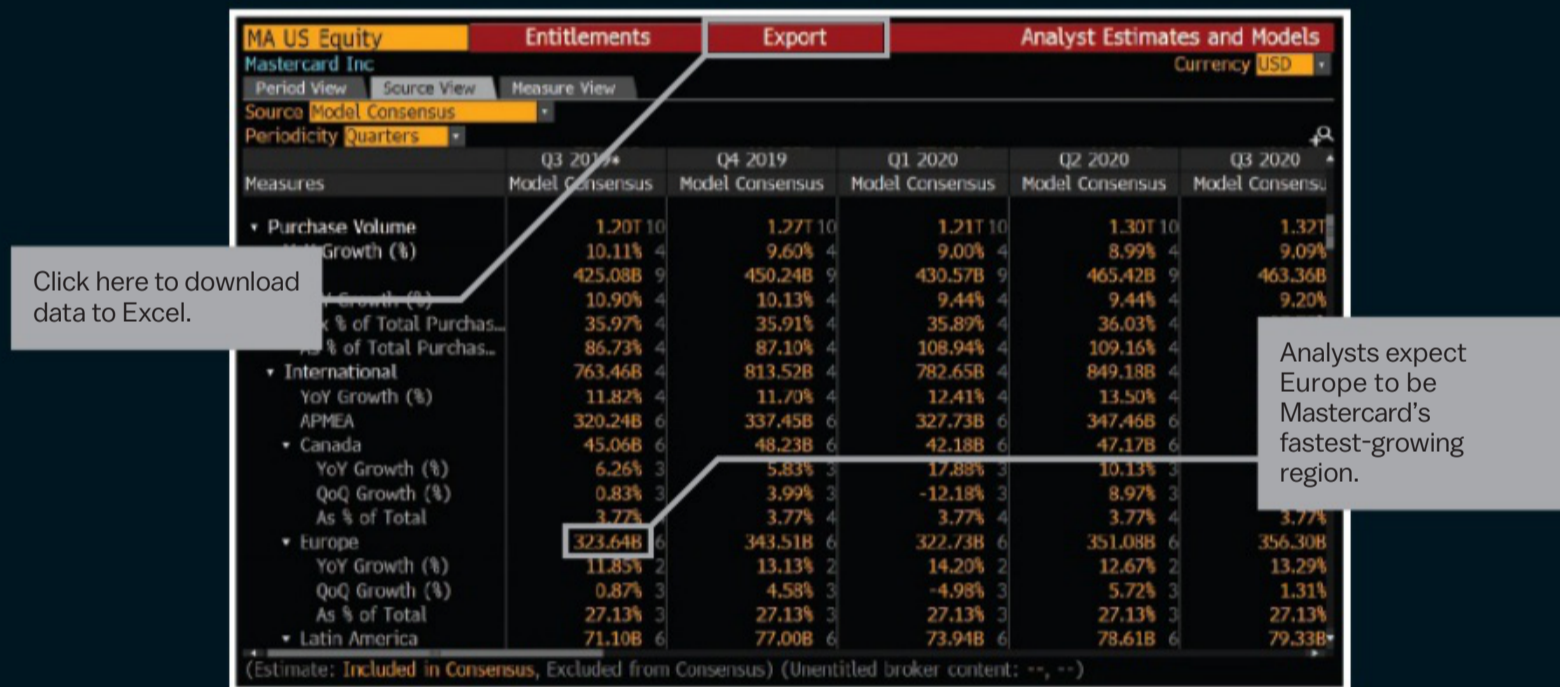 MA US Equity Entitlements Export Analyst Estimates and Models
Mastercard Inc Currency USD
Period View Source View Measure View
Source Model Consensus
Periodicity Quarters
Q3 2019 Q4 2019 Q1 2020 Q2 2020 Q3 2020
Measures Model Consensus Model Consensus Model Consensus Model Consensus Model Consensu
Purchase Volume 1.20T 10 1.27T 10 1.21T 10 1.30T 10 1.32T
Growth (%) 10.11% 4 9.60% 4 9.00% 4 8.99% 4 9.09%
425.08B 9 450.24B 9 430.57B 9 465.42B 9 463.36B
Growth (%) 10.90% 4 10.13% 4 9.44% 4 9.44% 4 9.20%
% of Total Purchas... 35.97% 4 35.91% 4 35.89% 4 36.03% 4
% of Total Purchas... 86.73% 4 87.10% 4 108.94% 4 109.16% 4
International 763.46B 4 813.52B 4 782.65B 4 849.18B 4
YoY Growth (%) 11.82% 4 11.70% 4 12.41% 4 13.50% 4
APMEA 320.24B 6 337.45B 6 327.73B 6 347.46B 6
Canada 45.06B 6 48.23B 6 42.18B 6 47.17B 6
YoY Growth (%) 6.26% 3 5.83% 3 17.88% 3 10.13% 3
QoQ Growth (%) 0.83% 3 3.99% 3 -12.18% 3 8.97% 3
As % of Total 3.77% 3.77% 4 3.77% 4 3.77% 4 3.77%
Europe 323.64B 6 343.51B 6 322.73B 6 351.08B 6 356.30B
YoY Growth (%) 11.85% 2 13.13% 2 14.20% 2 12.67% 2 13.29%
QoQ Growth (%) 0.87% 3 4.58% 3 -4.98% 3 5.72% 3 1.31%
As % of Total 27.13% 3 27.13% 3 27.13% 3 27.13% 3 27.13%
Latin America 71.10B 6 77.00B 6 73.94B 6 78.61B 6 79.33B
(Estimate: Included in Consensus, Excluded from Consensus) (Unentitled broker content: --, --)
Click here to download
data to Excel.
Analysts expect
Europe to be
Mastercard's
fastest-growing
region.